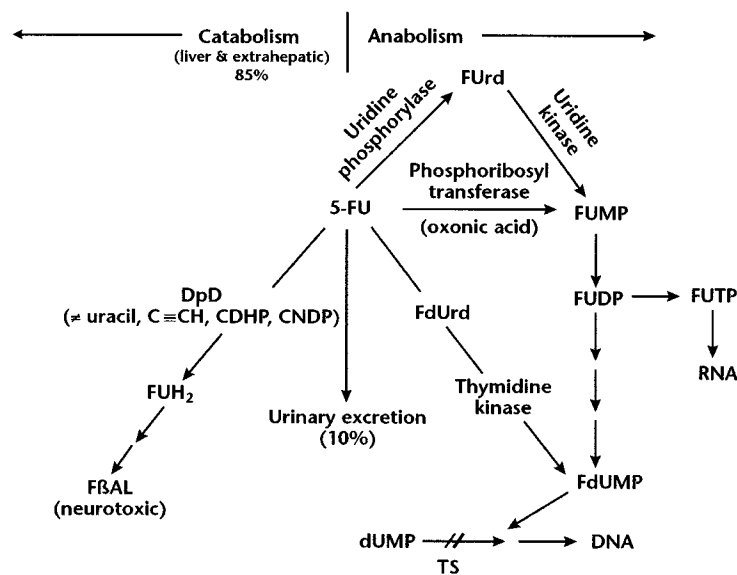 Catabolism
(liver & extrahepatic)
85%
Anabolism
FUrd
Uridine
phosphorylase
Uridine
kinase
Phosphoribosyl
transferase
5-FU
(oxonic acid)
FUMP
DpD
(≠ uracil, C≡CH, CDHP, CNDP)
FdUrd
FUDP
FUTP
RNA
FUH2
Thymidine
kinase
Urinary excretion
(10%)
FßAL
(neurotoxic)
FdUMP
dUMP
DNA
TS